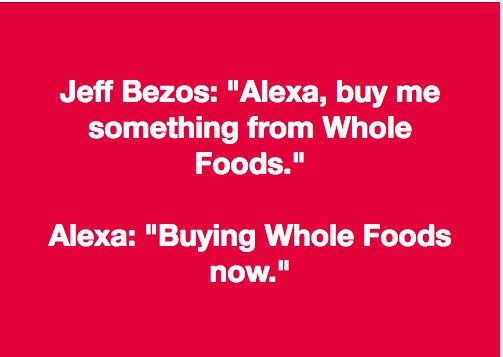 Jeff Bezos: "Alexa, buy me
something from Whole
Foods."
Alexa: "Buying Whole Foods
now."